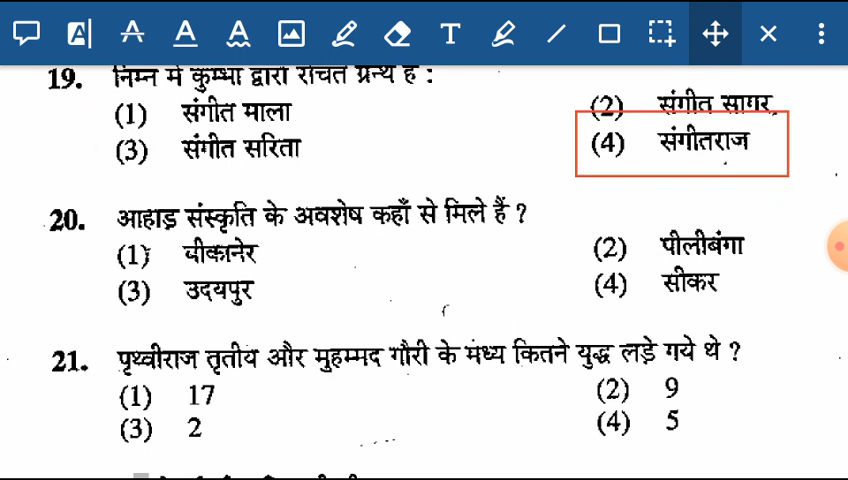 19. निम्न में कुम्भा द्वारा रचित ग्रन्थ है :
(1) संगीत माला (2) संगीत सागर
(3) संगीत सरिता (4) संगीतराज
20. आहाड़ संस्कृति के अवशेष कहाँ से मिले हैं ?
(1) बीकानेर (2) पीलीबंगा
(3) उदयपुर (4) सीकर
21. पृथ्वीराज तृतीय और मुहम्मद गौरी के मध्य कितने युद्ध लड़े गये थे ?
(1) 17 (2) 9
(3) 2 (4) 5